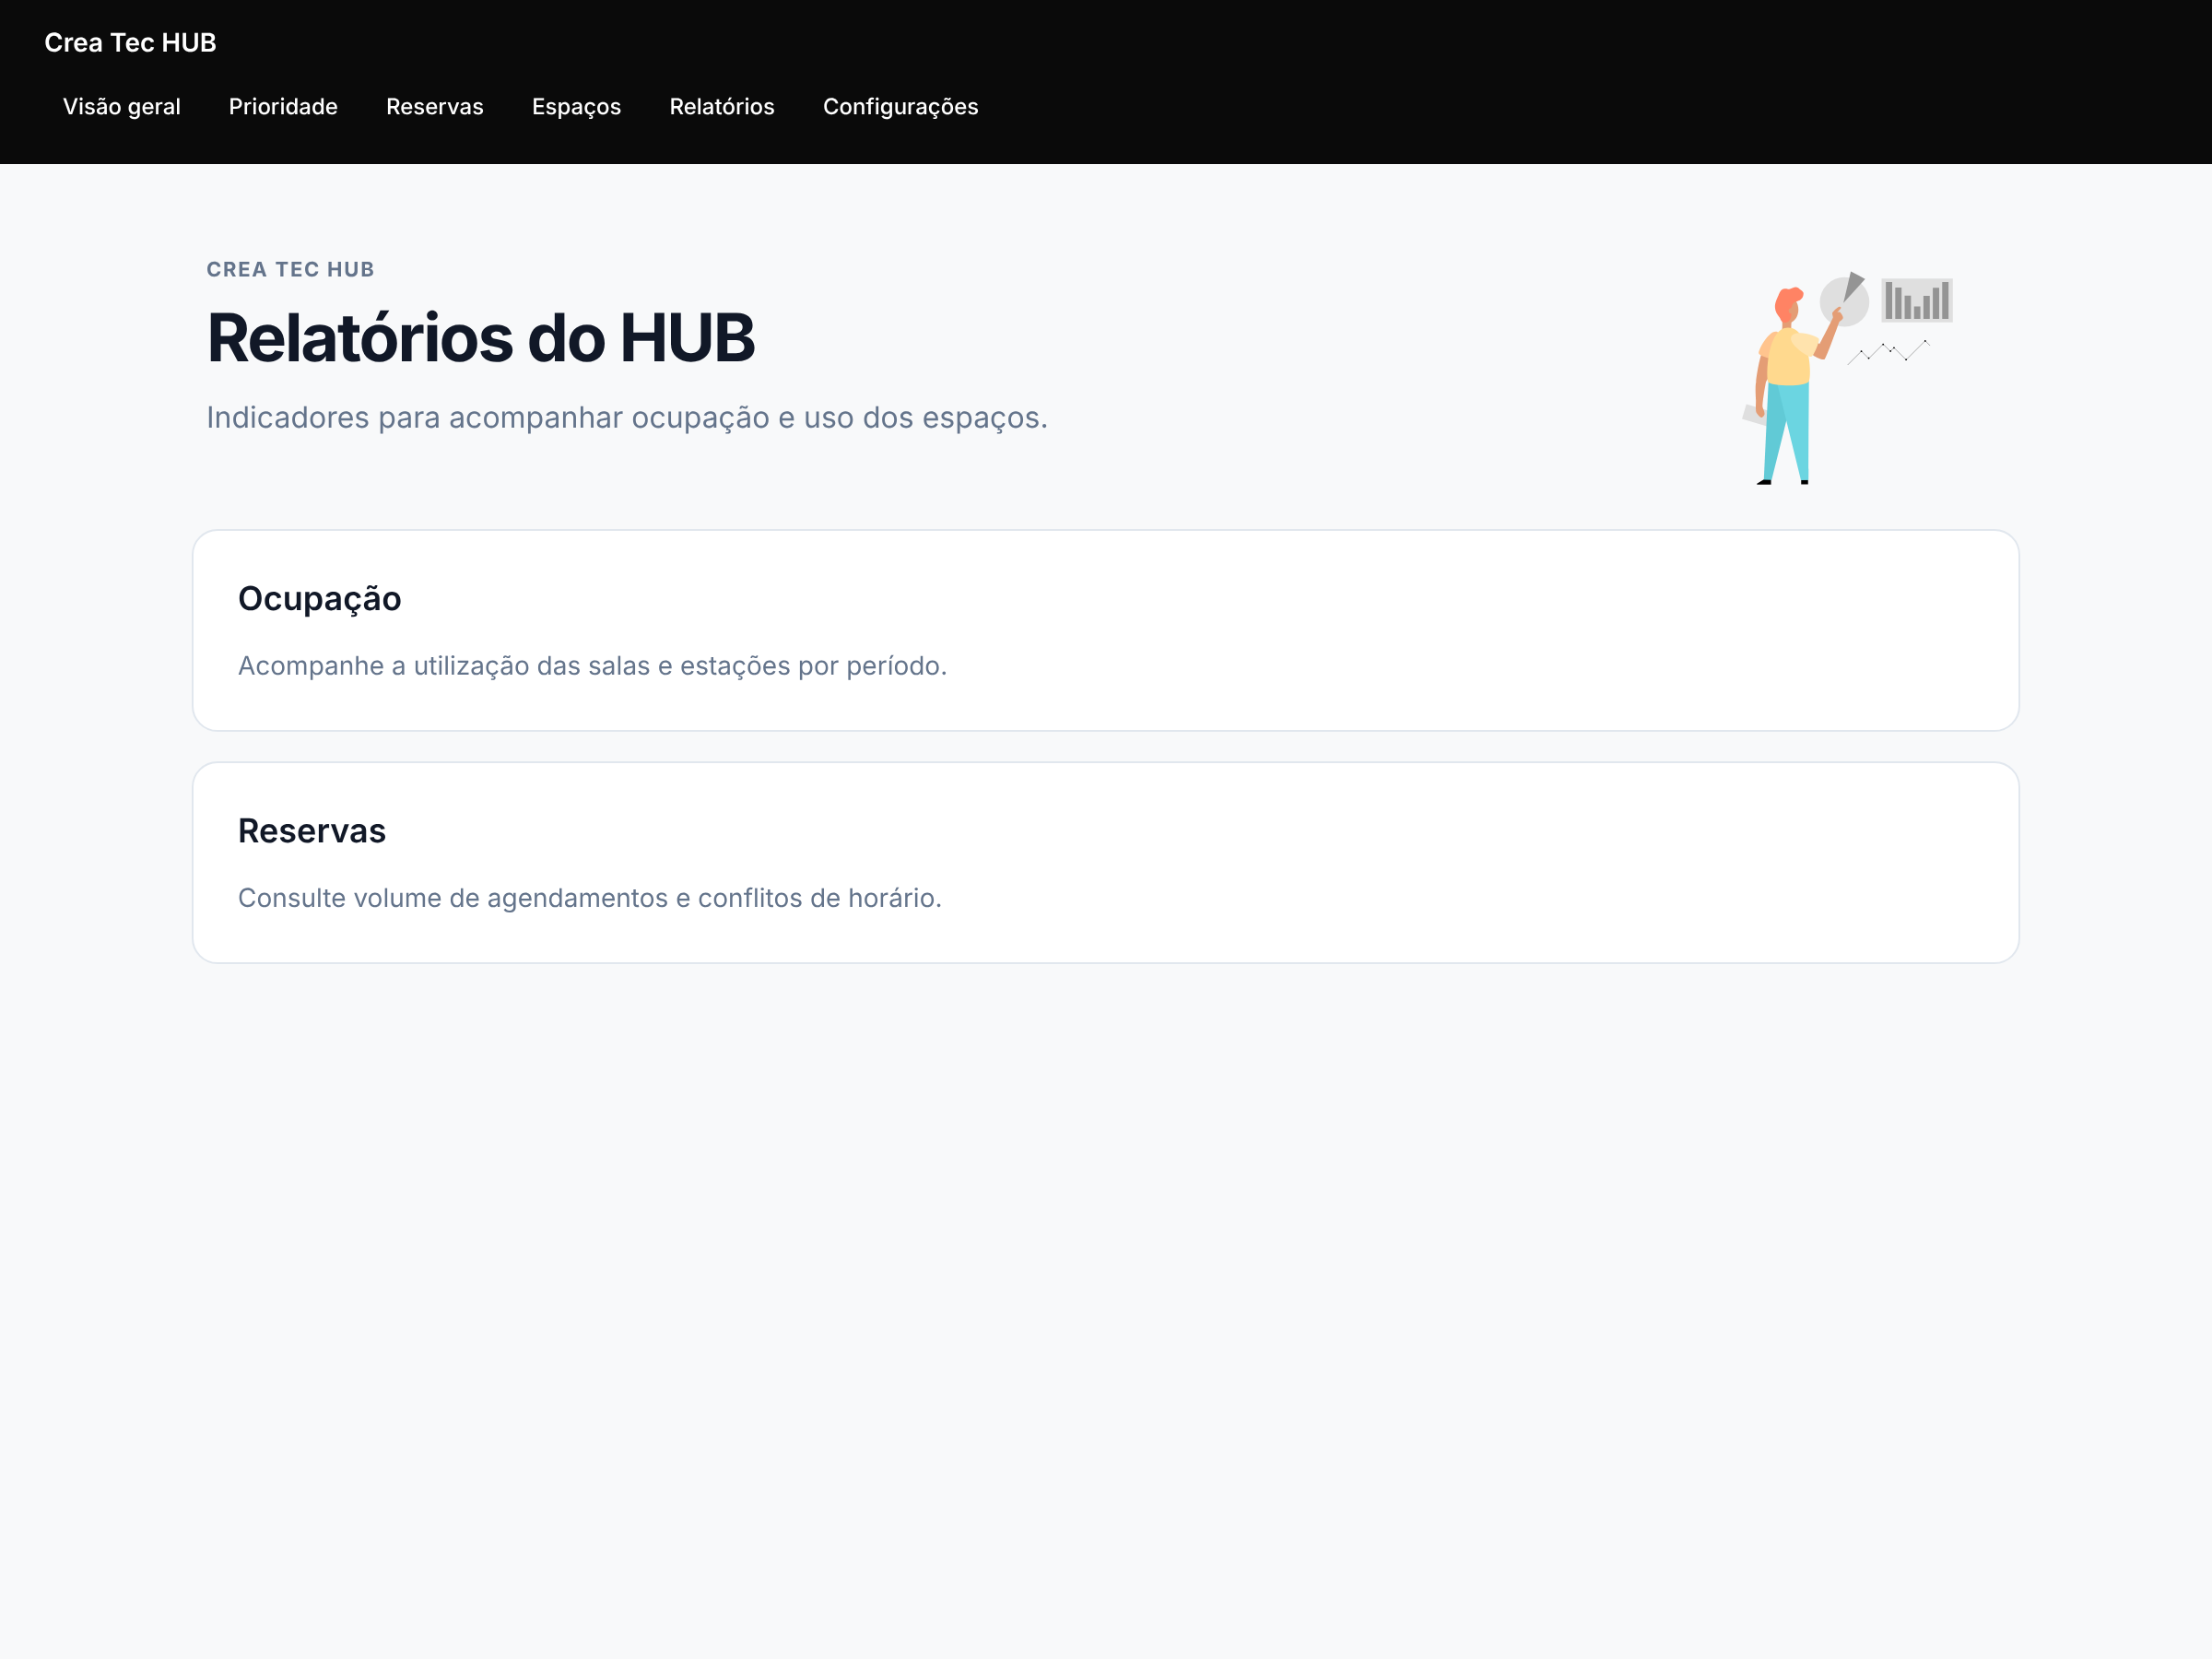 Crea Tec HUB
Visão geral Prioridade Reservas Espaços Relatórios Configurações
CREA TEC HUB
Relatórios do HUB
Indicadores para acompanhar ocupação e uso dos espaços.
Ocupação
Acompanhe a utilização das salas e estações por período.
Reservas
Consulte volume de agendamentos e conflitos de horário.